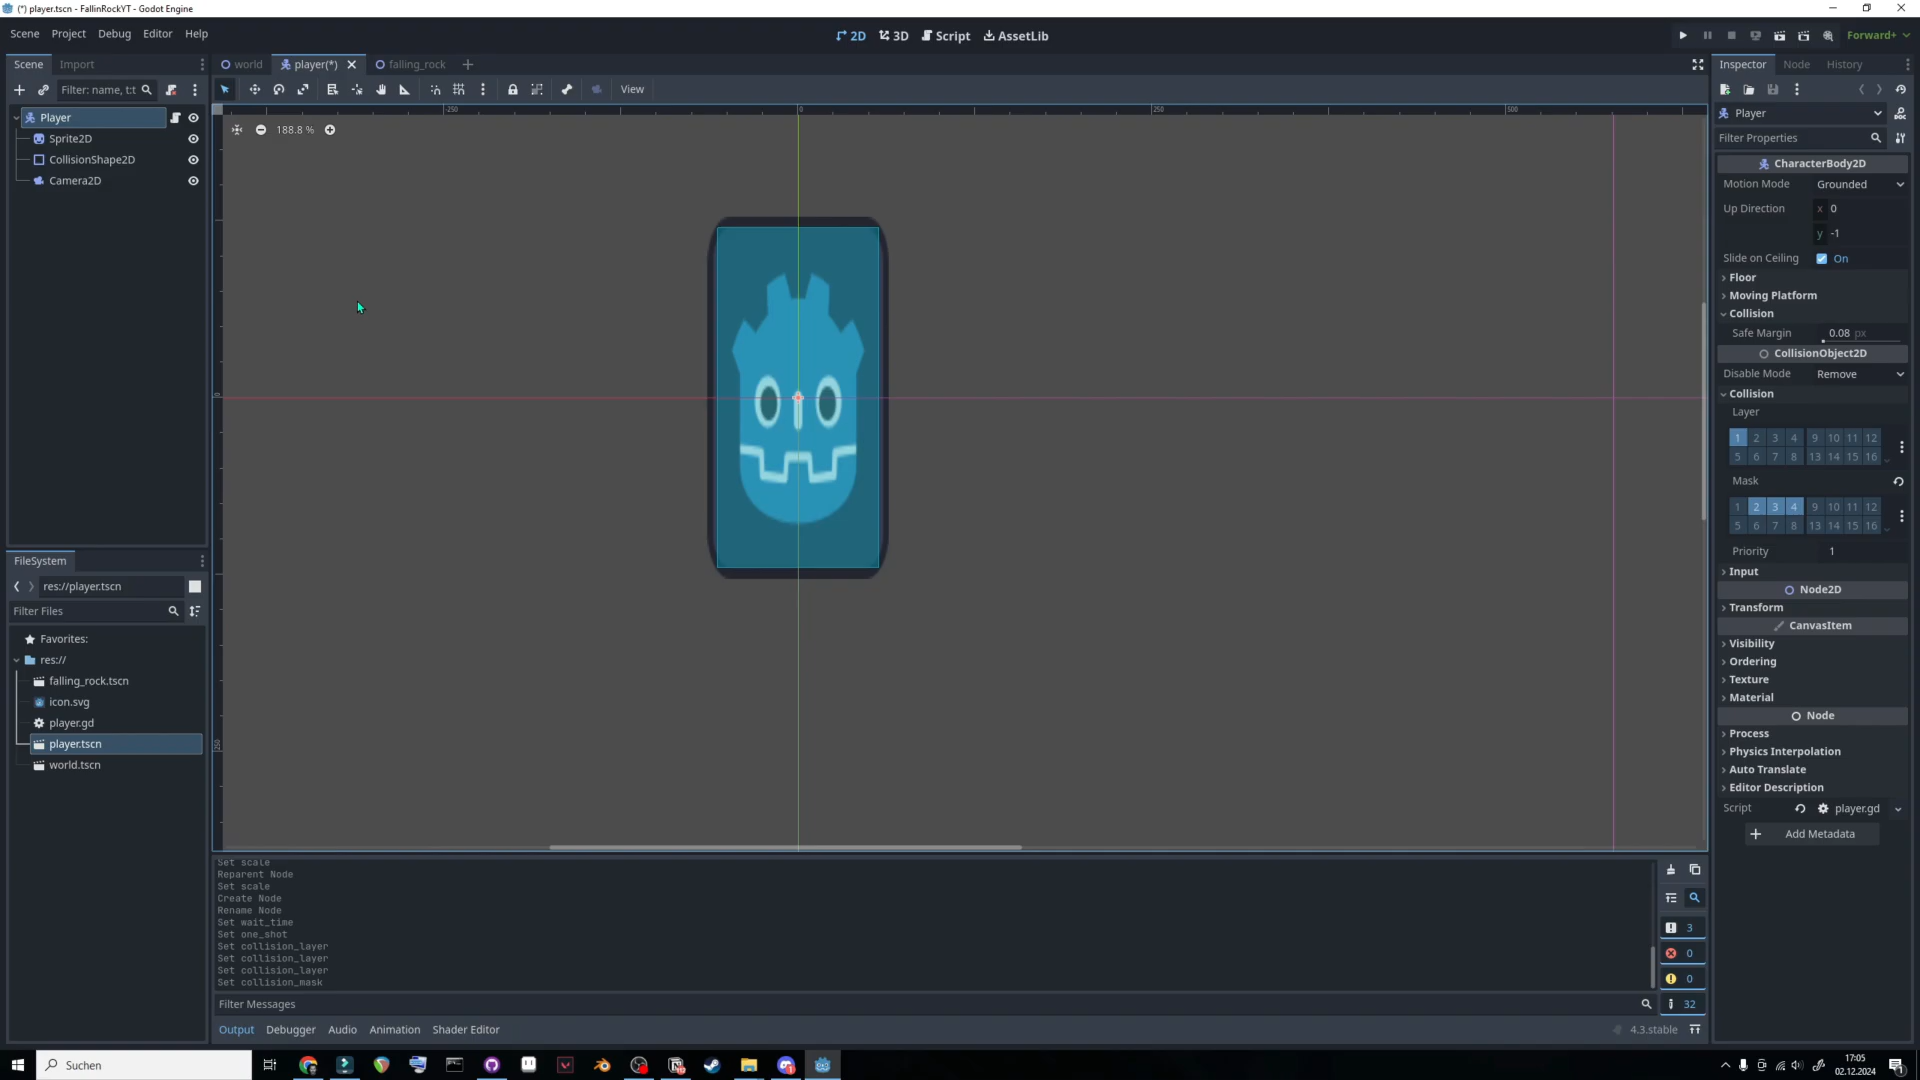 (*) player.tscn - FallinRockYT - Godot Engine
Scene Project Debug Editor Help
2D 3D Script AssetLib
Forward+
Scene Import
world player(*) falling_rock
Inspector Node History
Filter: name, t:t
View
Player
Sprite2D
CollisionShape2D
Camera2D
-250 0 250 500
188.8 %
0
250
Player
Filter Properties
CharacterBody2D
Motion Mode Grounded
Up Direction x 0
y -1
Slide on Ceiling On
Floor
Moving Platform
Collision
Safe Margin 0.08 px
CollisionObject2D
Disable Mode Remove
Collision
Layer
1 2 3 4 9 10 11 12
5 6 7 8 13 14 15 16
Mask
1 2 3 4 9 10 11 12
5 6 7 8 13 14 15 16
Priority 1
Input
Node2D
Transform
CanvasItem
Visibility
Ordering
Texture
Material
Node
Process
Physics Interpolation
Auto Translate
Editor Description
Script player.gd
Add Metadata
FileSystem
res://player.tscn
Filter Files
Favorites:
res://
falling_rock.tscn
icon.svg
player.gd
player.tscn
world.tscn
Set scale
Reparent Node
Set scale
Create Node
Rename Node
Set wait_time
Set one_shot
Set collision_layer
Set collision_layer
Set collision_layer
Set collision_mask
3
0
0
32
Filter Messages
Output Debugger Audio Animation Shader Editor
4.3.stable
Suchen
17:05
02.12.2024